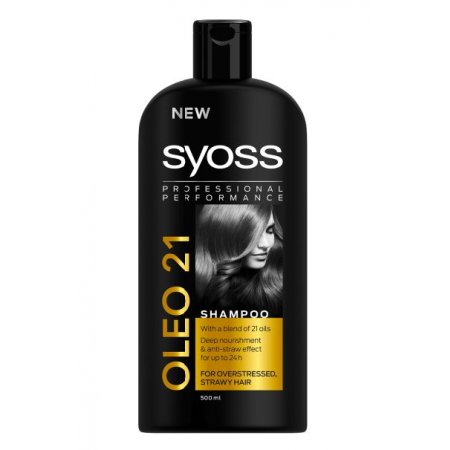 NEW
syoss
PROFESSIONAL
PERFORMANCE
OLEO 21
SHAMPOO
With a blend of 21 oils
Deep nourishment
& anti-straw effect
for up to 24h
FOR OVERSTRESSED,
STRAWY HAIR
500 ml